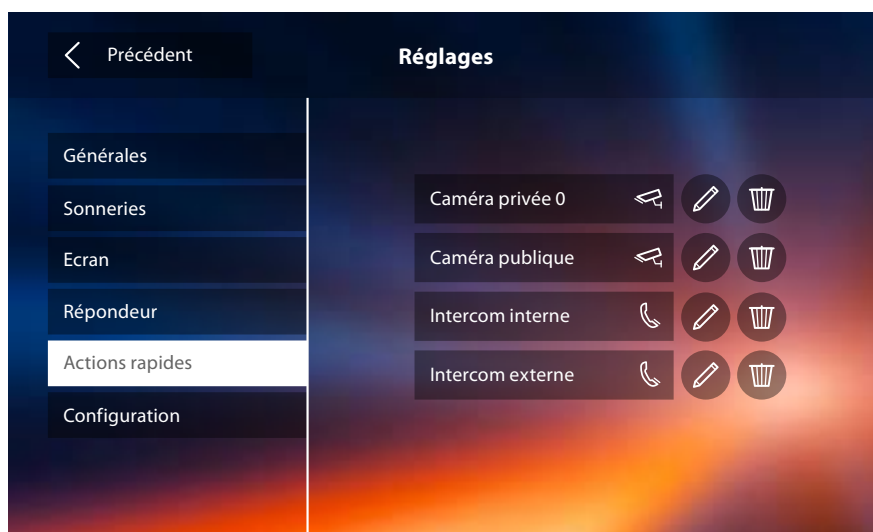 Précédent
Réglages
Générales
Sonneries
Ecran
Répondeur
Actions rapides
Configuration
Caméra privée 0
Caméra publique
Intercom interne
Intercom externe